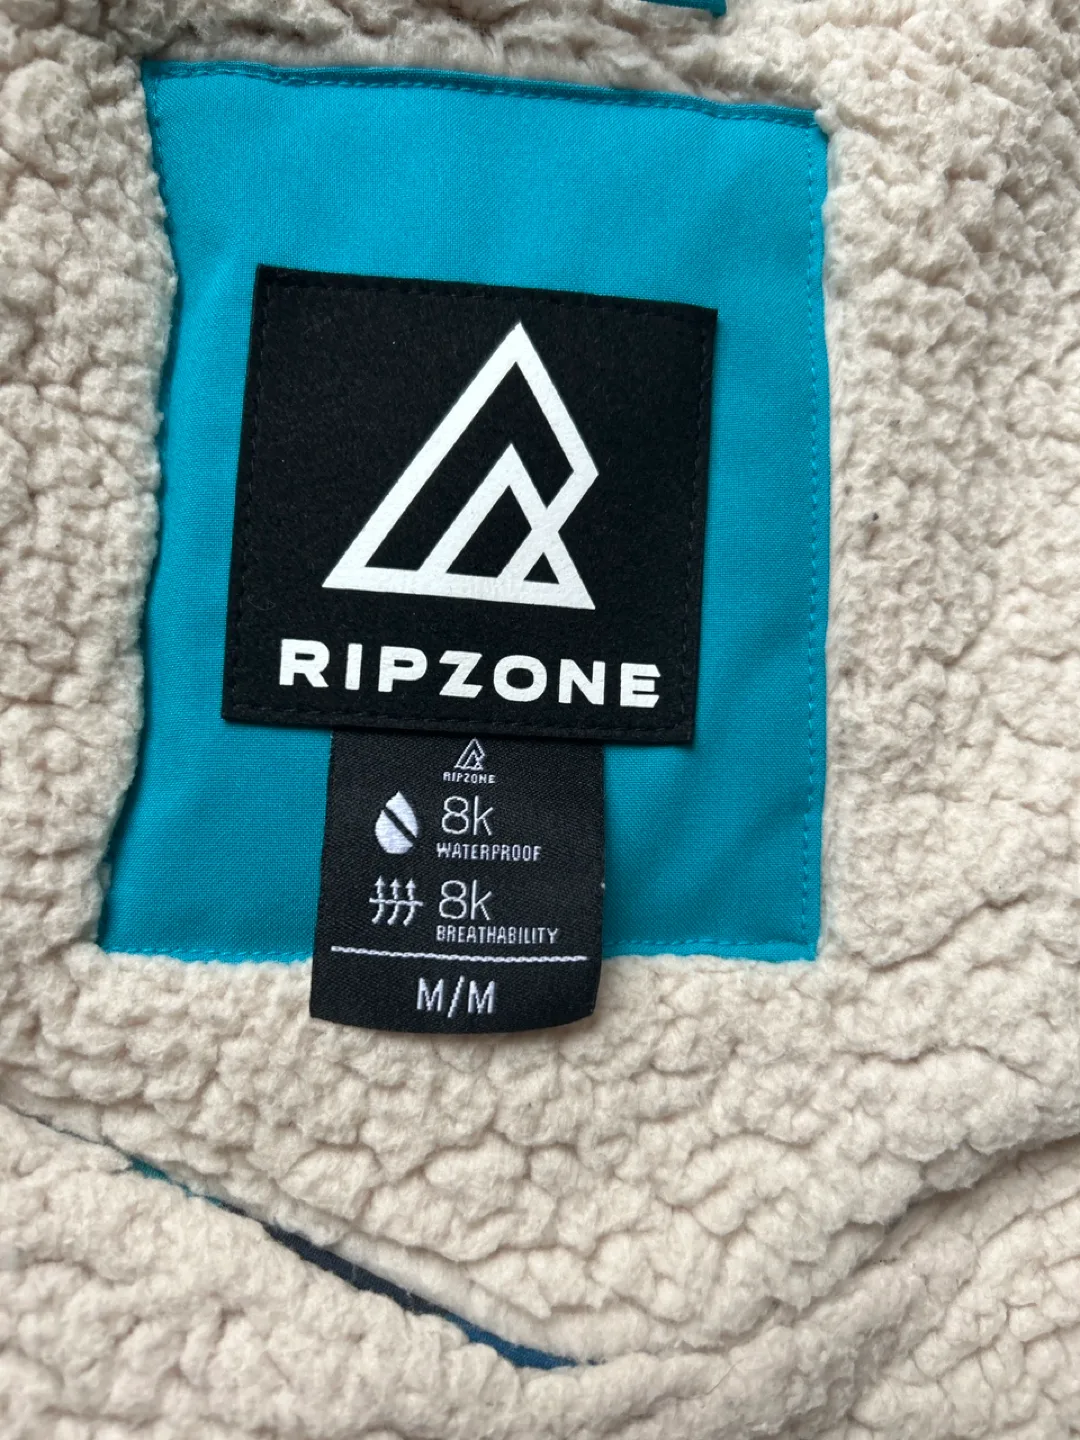 RIPZONE
RIPZONE
8k
WATERPROOF
8k
BREATHABILITY
M/M